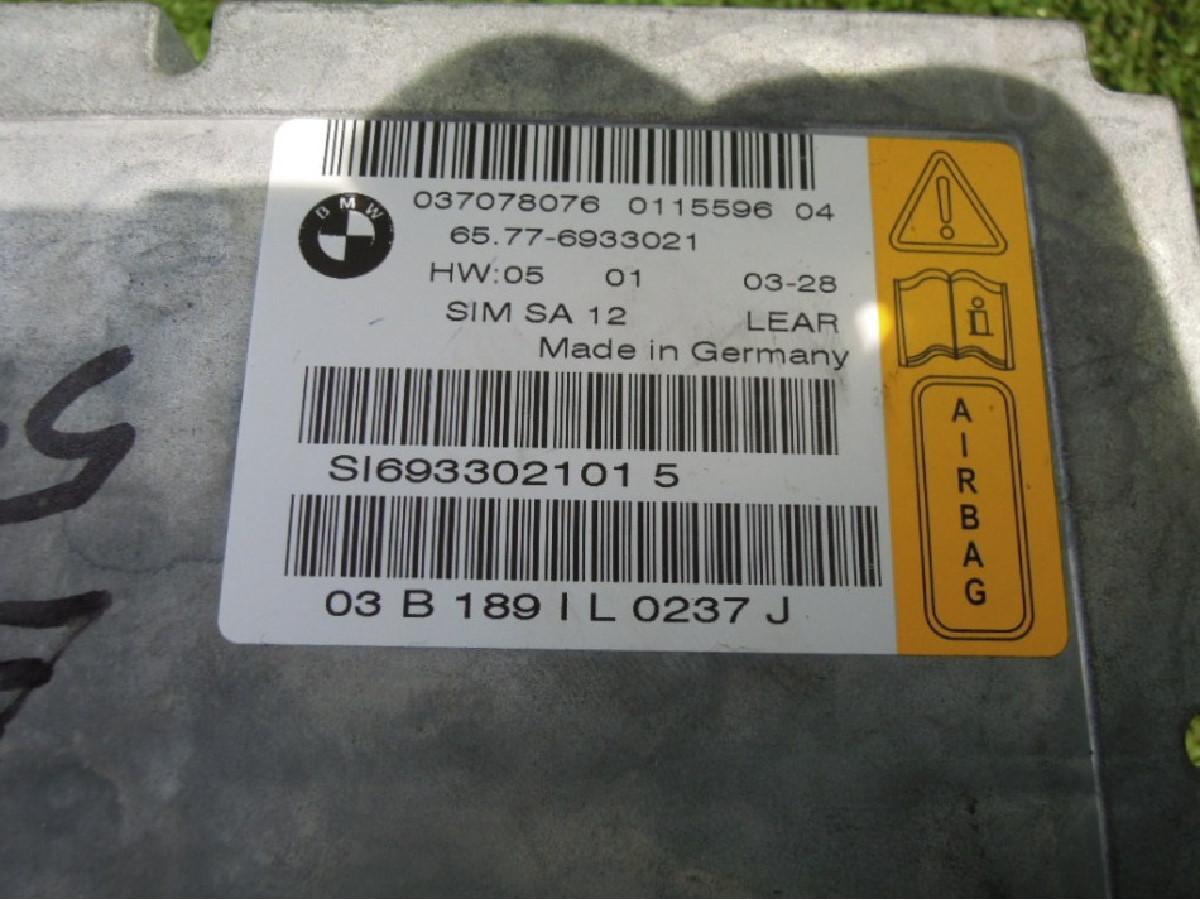 BMW
037078076 0115596 04
65.77-6933021
HW:05 01 03-28
SIM SA 12 LEAR
Made in Germany
SI693302101 5
03 B 189 I L 0237 J
AIRBAG